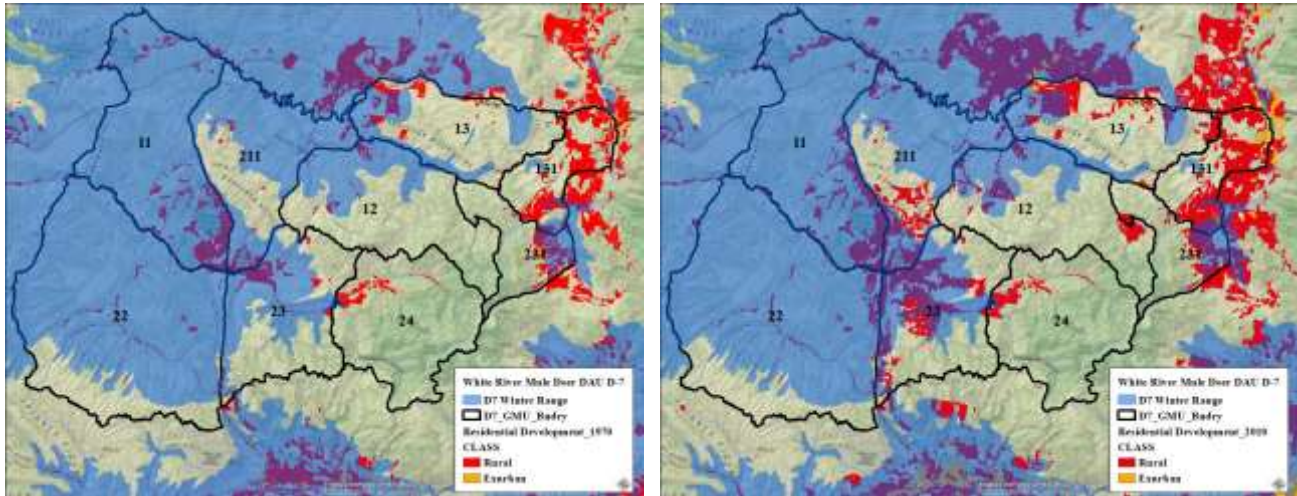 13
11
211
131
12
231
23
22
24
White River Mule Deer DAU D-7
D7 Winter Range
D7_GMU_Bndry
Residential Development_1970
CLASS
Rural
Exurban
13
11
211
131
12
231
23
22
24
White River Mule Deer DAU D-7
D7 Winter Range
D7_GMU_Bndry
Residential Development_2010
CLASS
Rural
Exurban